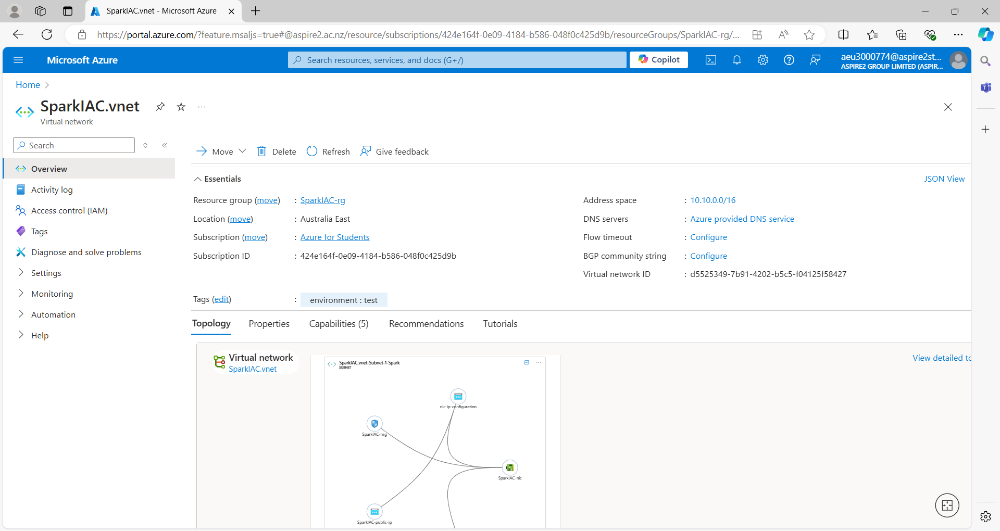 SparkIAC.vnet - Microsoft Azure
https://portal.azure.com/?feature.msaljs=true#@aspire2.ac.nz/resource/subscriptions/424e164f-0e09-4184-b586-048f0c425d9b/resourceGroups/SparkIAC-rg/...
Microsoft Azure
Search resources, services, and docs (G+/)
Copilot
aeu3000774@aspire2st...
ASPIRE2 GROUP LIMITED (ASPIR...
Home
SparkIAC.vnet
Virtual network
Search
Overview
Activity log
Access control (IAM)
Tags
Diagnose and solve problems
Settings
Monitoring
Automation
Help
Move
Delete
Refresh
Give feedback
Essentials
JSON View
Resource group (move) : SparkIAC-rg
Location (move) : Australia East
Subscription (move) : Azure for Students
Subscription ID : 424e164f-0e09-4184-b586-048f0c425d9b
Address space : 10.10.0.0/16
DNS servers : Azure provided DNS service
Flow timeout : Configure
BGP community string : Configure
Virtual network ID : d5525349-7b91-4202-b5c5-f04125f58427
Tags (edit) : environment : test
Topology
Properties
Capabilities (5)
Recommendations
Tutorials
Virtual network
SparkIAC.vnet
View detailed to
SparkIAC.vnet-Subnet-1-Spark
SUBNET
nic-ip-configuration
SparkIAC-nsg
SparkIAC-nic
SparkIAC-public-ip